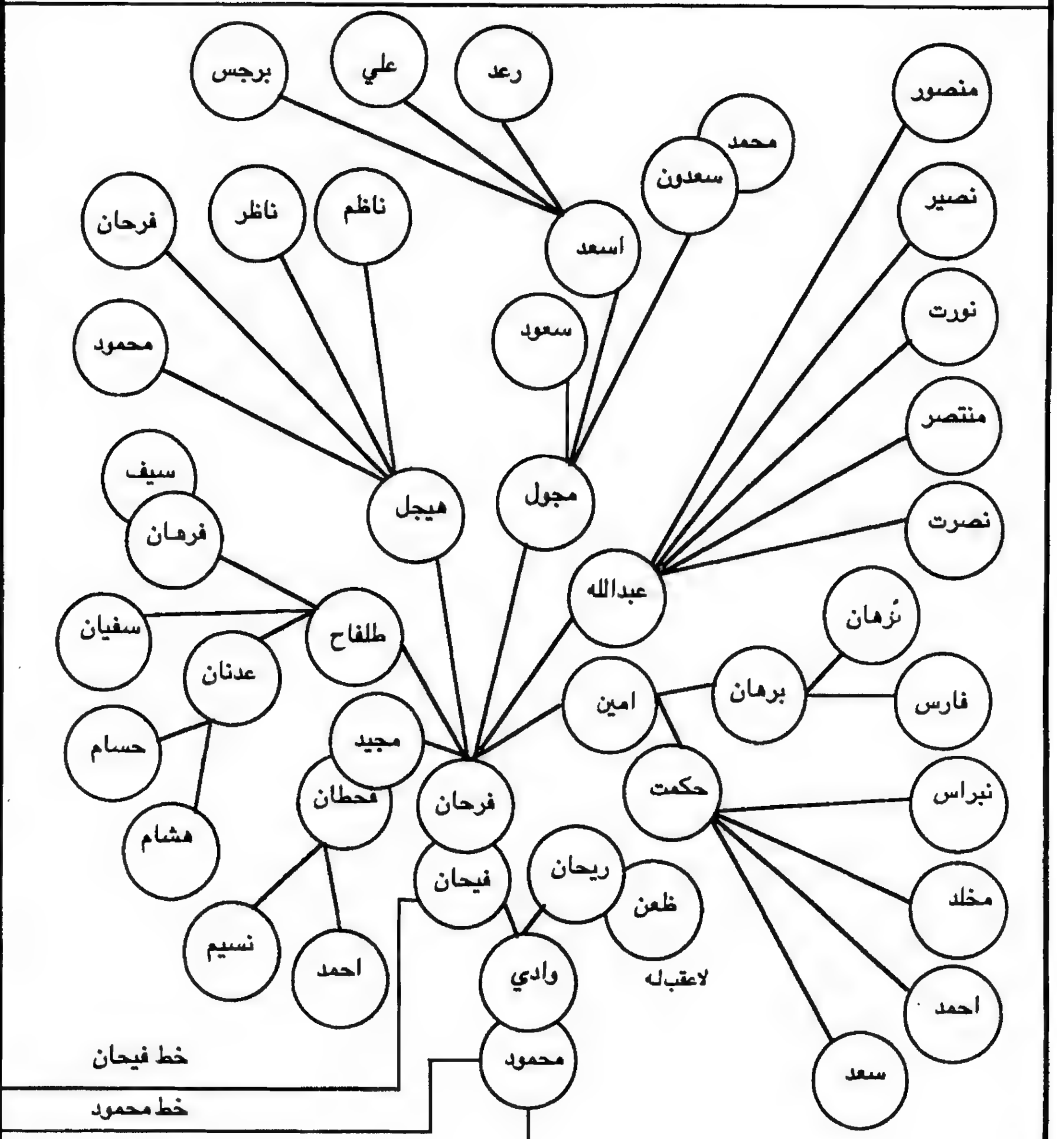 رعد
علي
برجس
منصور
محمد
سعدون
نصير
ناظم
ناظر
فرحان
اسعد
سعود
نورت
محمود
منتصر
سيف
فرهان
هيجل
مجول
نصرت
عبدالله
نزهان
سفيان
طلفاح
عدنان
امين
برهان
فارس
حسام
مجيد
قحطان
فرحان
حكمت
نبراس
هشام
فيحان
ريحان
ظعن
لاعقب له
مخلد
نسيم
احمد
وادي
احمد
محمود
سعد
خط فيحان
خط محمود